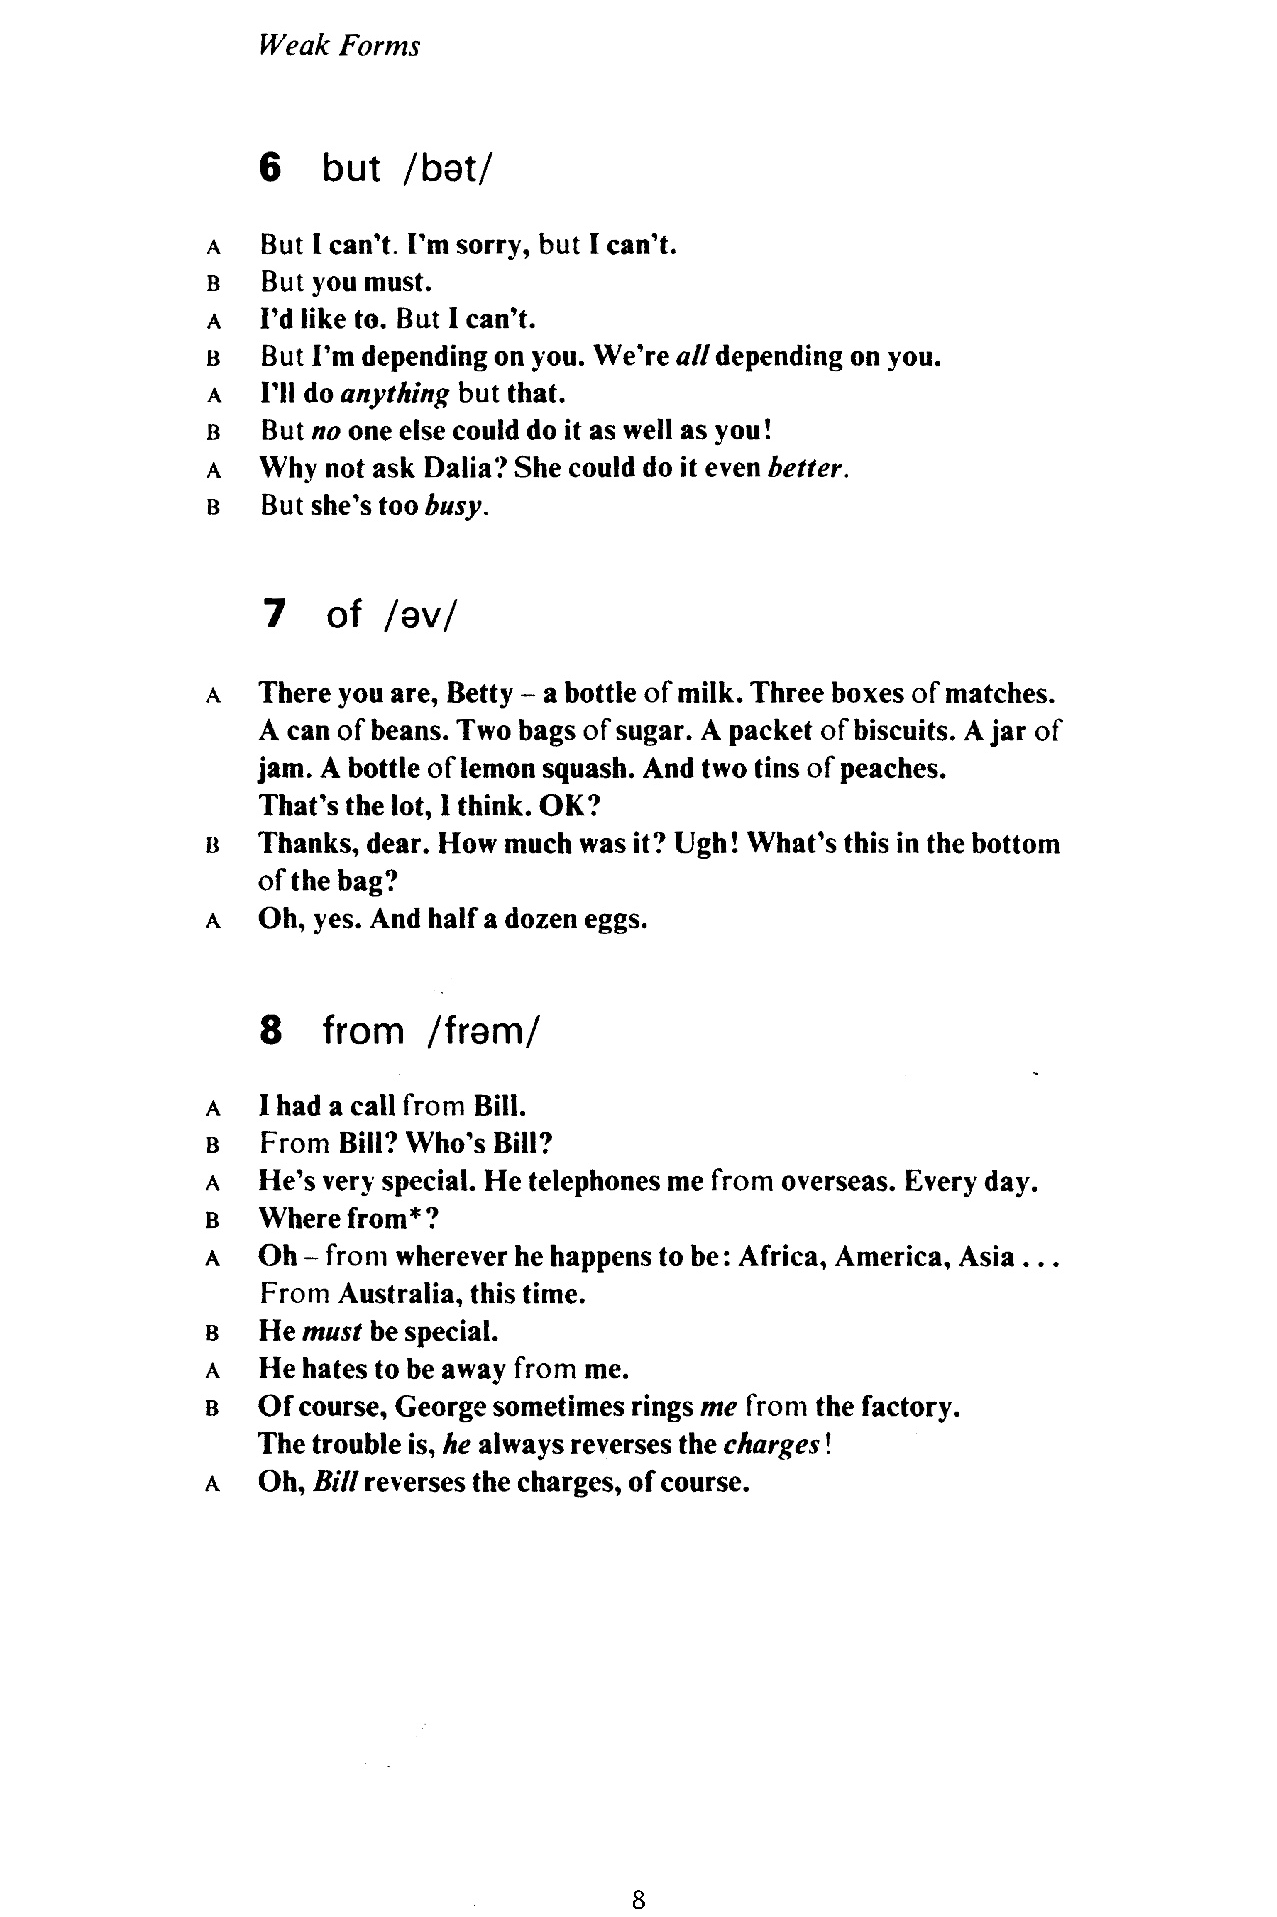 Weak Forms
6 but /bət/
A But I can't. I'm sorry, but I can't.
B But you must.
A I'd like to. But I can't.
B But I'm depending on you. We're all depending on you.
A I'll do anything but that.
B But no one else could do it as well as you!
A Why not ask Dalia? She could do it even better.
B But she's too busy.
7 of /əv/
A There you are, Betty – a bottle of milk. Three boxes of matches.
A can of beans. Two bags of sugar. A packet of biscuits. A jar of
jam. A bottle of lemon squash. And two tins of peaches.
That's the lot, I think. OK?
B Thanks, dear. How much was it? Ugh! What's this in the bottom
of the bag?
A Oh, yes. And half a dozen eggs.
8 from /frəm/
A I had a call from Bill.
B From Bill? Who's Bill?
A He's very special. He telephones me from overseas. Every day.
B Where from*?
A Oh – from wherever he happens to be: Africa, America, Asia . . .
From Australia, this time.
B He must be special.
A He hates to be away from me.
B Of course, George sometimes rings me from the factory.
The trouble is, he always reverses the charges!
A Oh, Bill reverses the charges, of course.
8